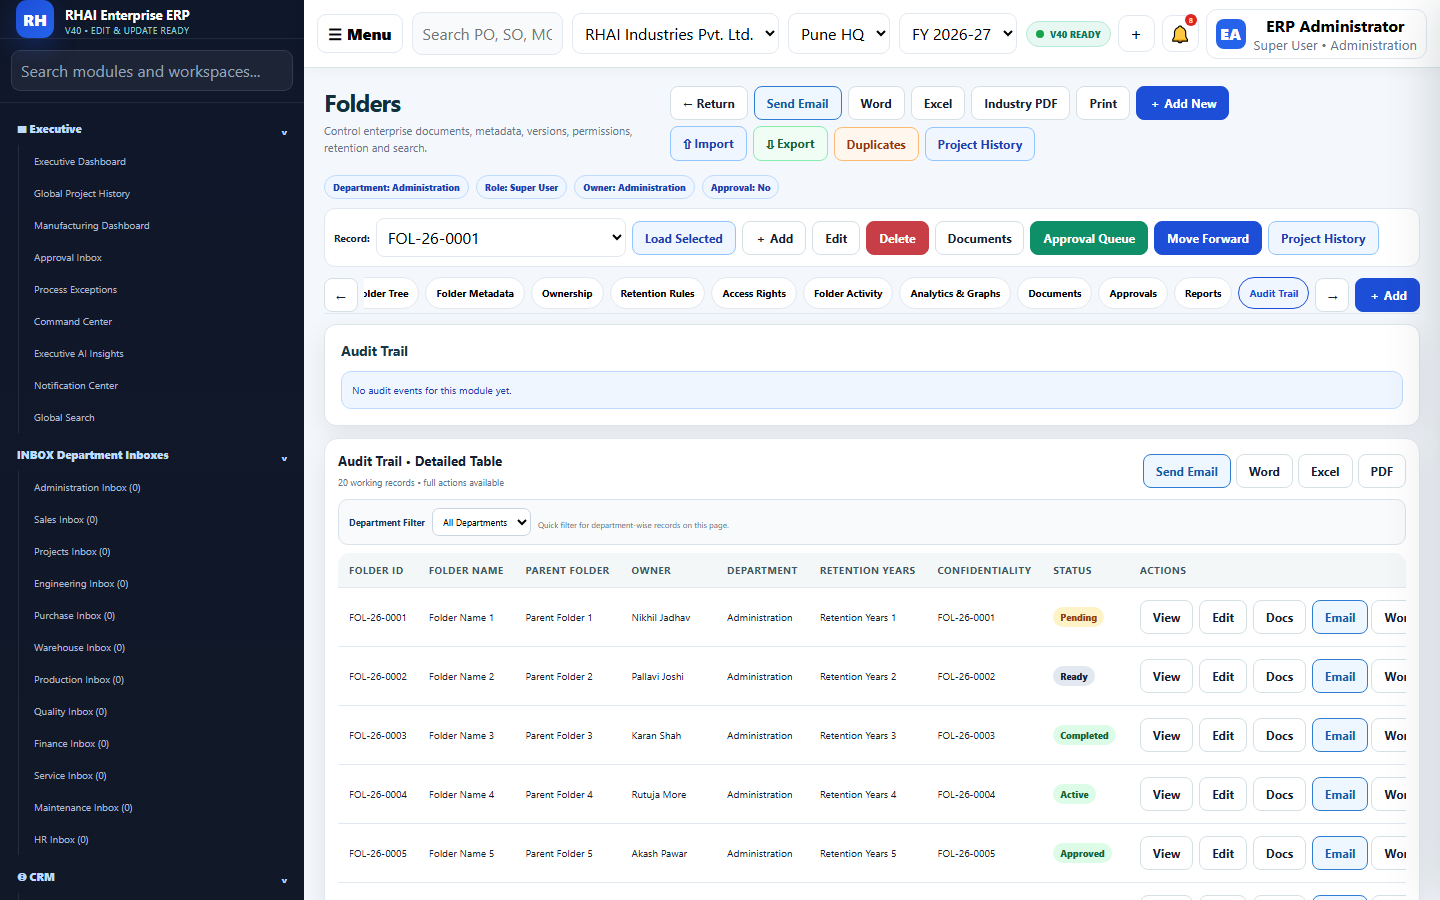 RH
RHAI Enterprise ERP
V40 • EDIT & UPDATE READY
Search modules and workspaces...
Executive
Executive Dashboard
Global Project History
Manufacturing Dashboard
Approval Inbox
Process Exceptions
Command Center
Executive AI Insights
Notification Center
Global Search
INBOX Department Inboxes
Administration Inbox (0)
Sales Inbox (0)
Projects Inbox (0)
Engineering Inbox (0)
Purchase Inbox (0)
Warehouse Inbox (0)
Production Inbox (0)
Quality Inbox (0)
Finance Inbox (0)
Service Inbox (0)
Maintenance Inbox (0)
HR Inbox (0)
CRM
☰ Menu
Search PO, SO, MO
RHAI Industries Pvt. Ltd.
Pune HQ
FY 2026-27
V40 READY
+
8
EA
ERP Administrator
Super User • Administration
Folders
Control enterprise documents, metadata, versions, permissions,
retention and search.
← Return
Send Email
Word
Excel
Industry PDF
Print
+ Add New
⇧ Import
⇩ Export
Duplicates
Project History
Department: Administration
Role: Super User
Owner: Administration
Approval: No
Record:
FOL-26-0001
Load Selected
+ Add
Edit
Delete
Documents
Approval Queue
Move Forward
Project History
←
older Tree
Folder Metadata
Ownership
Retention Rules
Access Rights
Folder Activity
Analytics & Graphs
Documents
Approvals
Reports
Audit Trail
→
+ Add
Audit Trail
No audit events for this module yet.
Audit Trail • Detailed Table
20 working records • full actions available
Send Email
Word
Excel
PDF
Department Filter
All Departments
Quick filter for department-wise records on this page.
FOLDER ID FOLDER NAME PARENT FOLDER OWNER DEPARTMENT RETENTION YEARS CONFIDENTIALITY STATUS ACTIONS
FOL-26-0001 Folder Name 1 Parent Folder 1 Nikhil Jadhav Administration Retention Years 1 FOL-26-0001 Pending View Edit Docs Email Wor
FOL-26-0002 Folder Name 2 Parent Folder 2 Pallavi Joshi Administration Retention Years 2 FOL-26-0002 Ready View Edit Docs Email Wor
FOL-26-0003 Folder Name 3 Parent Folder 3 Karan Shah Administration Retention Years 3 FOL-26-0003 Completed View Edit Docs Email Wor
FOL-26-0004 Folder Name 4 Parent Folder 4 Rutuja More Administration Retention Years 4 FOL-26-0004 Active View Edit Docs Email Wor
FOL-26-0005 Folder Name 5 Parent Folder 5 Akash Pawar Administration Retention Years 5 FOL-26-0005 Approved View Edit Docs Email Wor